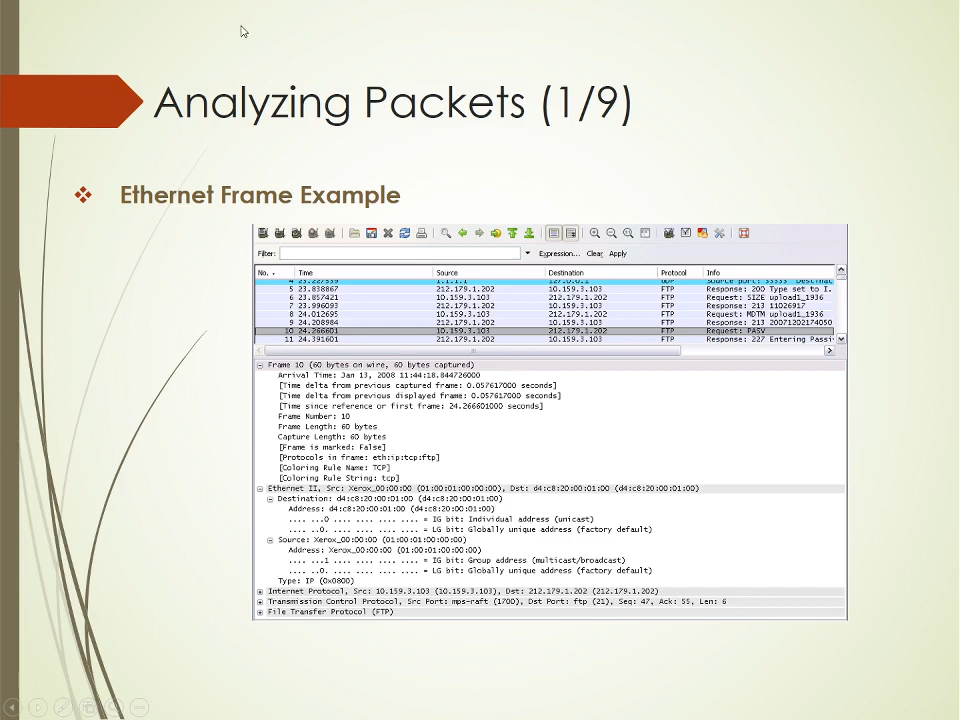 Analyzing Packets (1/9)
Ethernet Frame Example
Filter: Expression... Clear Apply
No. Time Source Destination Protocol Info
4 23.227939 1.1.1.1 127.0.0.1 UDP Source port: 33333 Destinat
5 23.838867 212.179.1.202 10.159.3.103 FTP Response: 200 Type set to I.
6 23.857421 10.159.3.103 212.179.1.202 FTP Request: SIZE upload1_1936
7 23.996093 212.179.1.202 10.159.3.103 FTP Response: 213 11026917
8 24.012695 10.159.3.103 212.179.1.202 FTP Request: MDTM upload1_1936
9 24.208984 212.179.1.202 10.159.3.103 FTP Response: 213 20071202174050
10 24.266601 10.159.3.103 212.179.1.202 FTP Request: PASV
11 24.391601 212.179.1.202 10.159.3.103 FTP Response: 227 Entering Passi
Frame 10 (60 bytes on wire, 60 bytes captured)
Arrival Time: Jan 13, 2008 11:44:18.844726000
[Time delta from previous captured frame: 0.057617000 seconds]
[Time delta from previous displayed frame: 0.057617000 seconds]
[Time since reference or first frame: 24.266601000 seconds]
Frame Number: 10
Frame Length: 60 bytes
Capture Length: 60 bytes
[Frame is marked: False]
[Protocols in frame: eth:ip:tcp:ftp]
[Coloring Rule Name: TCP]
[Coloring Rule String: tcp]
Ethernet II, Src: Xerox_00:00:00 (01:00:01:00:00:00), Dst: d4:c8:20:00:01:00 (d4:c8:20:00:01:00)
Destination: d4:c8:20:00:01:00 (d4:c8:20:00:01:00)
Address: d4:c8:20:00:01:00 (d4:c8:20:00:01:00)
.... ...0 .... .... .... .... = IG bit: Individual address (unicast)
.... ..0. .... .... .... .... = LG bit: Globally unique address (factory default)
Source: Xerox_00:00:00 (01:00:01:00:00:00)
Address: Xerox_00:00:00 (01:00:01:00:00:00)
.... ...1 .... .... .... .... = IG bit: Group address (multicast/broadcast)
.... ..0. .... .... .... .... = LG bit: Globally unique address (factory default)
Type: IP (0x0800)
Internet Protocol, Src: 10.159.3.103 (10.159.3.103), Dst: 212.179.1.202 (212.179.1.202)
Transmission Control Protocol, Src Port: mps-raft (1700), Dst Port: ftp (21), Seq: 47, Ack: 55, Len: 6
File Transfer Protocol (FTP)